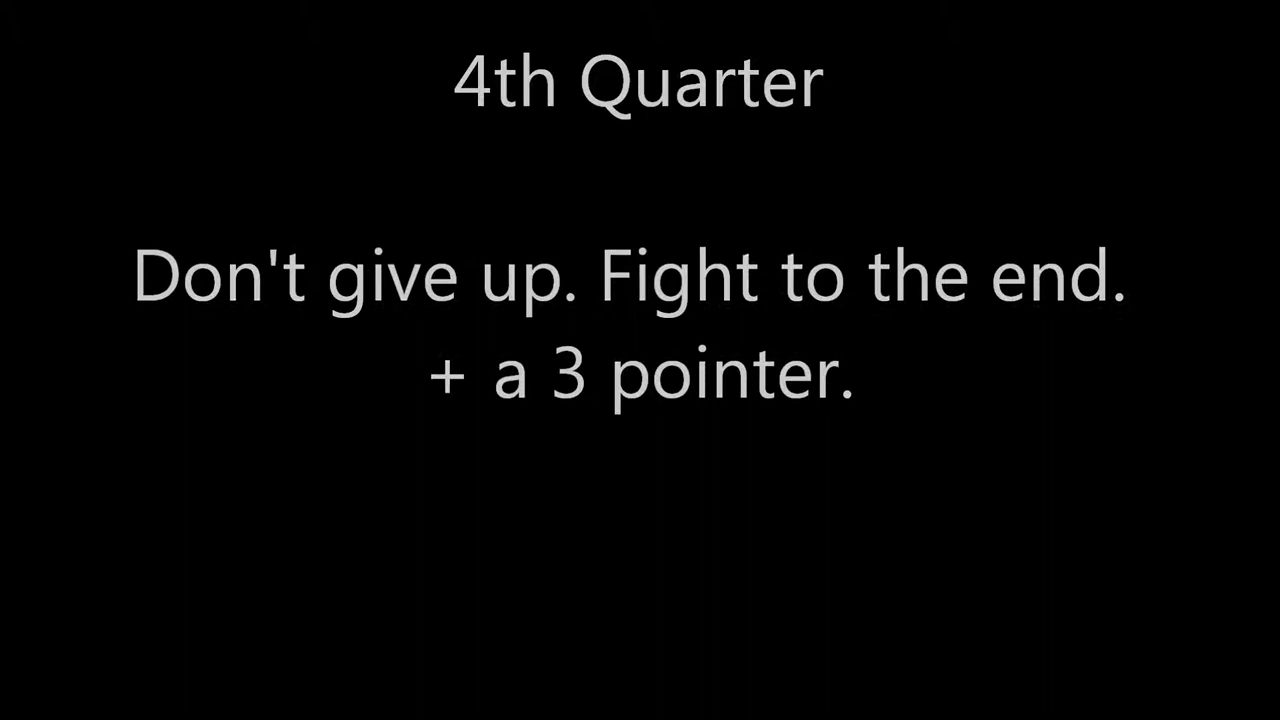 4th Quarter
Don't give up. Fight to the end.
+ a 3 pointer.